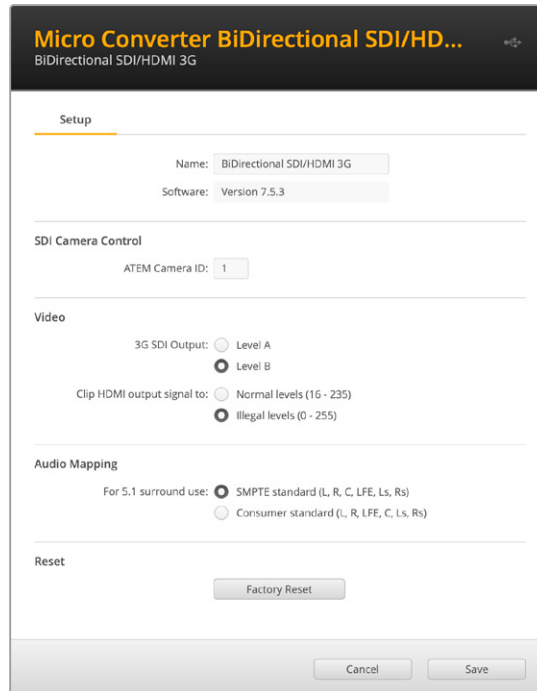 Micro Converter BiDirectional SDI/HD...
BiDirectional SDI/HDMI 3G
Setup
Name: BiDirectional SDI/HDMI 3G
Software: Version 7.5.3
SDI Camera Control
ATEM Camera ID: 1
Video
3G SDI Output: Level A
Level B
Clip HDMI output signal to: Normal levels (16 - 235)
Illegal levels (0 - 255)
Audio Mapping
For 5.1 surround use: SMPTE standard (L, R, C, LFE, Ls, Rs)
Consumer standard (L, R, LFE, C, Ls, Rs)
Reset
Factory Reset
Cancel Save